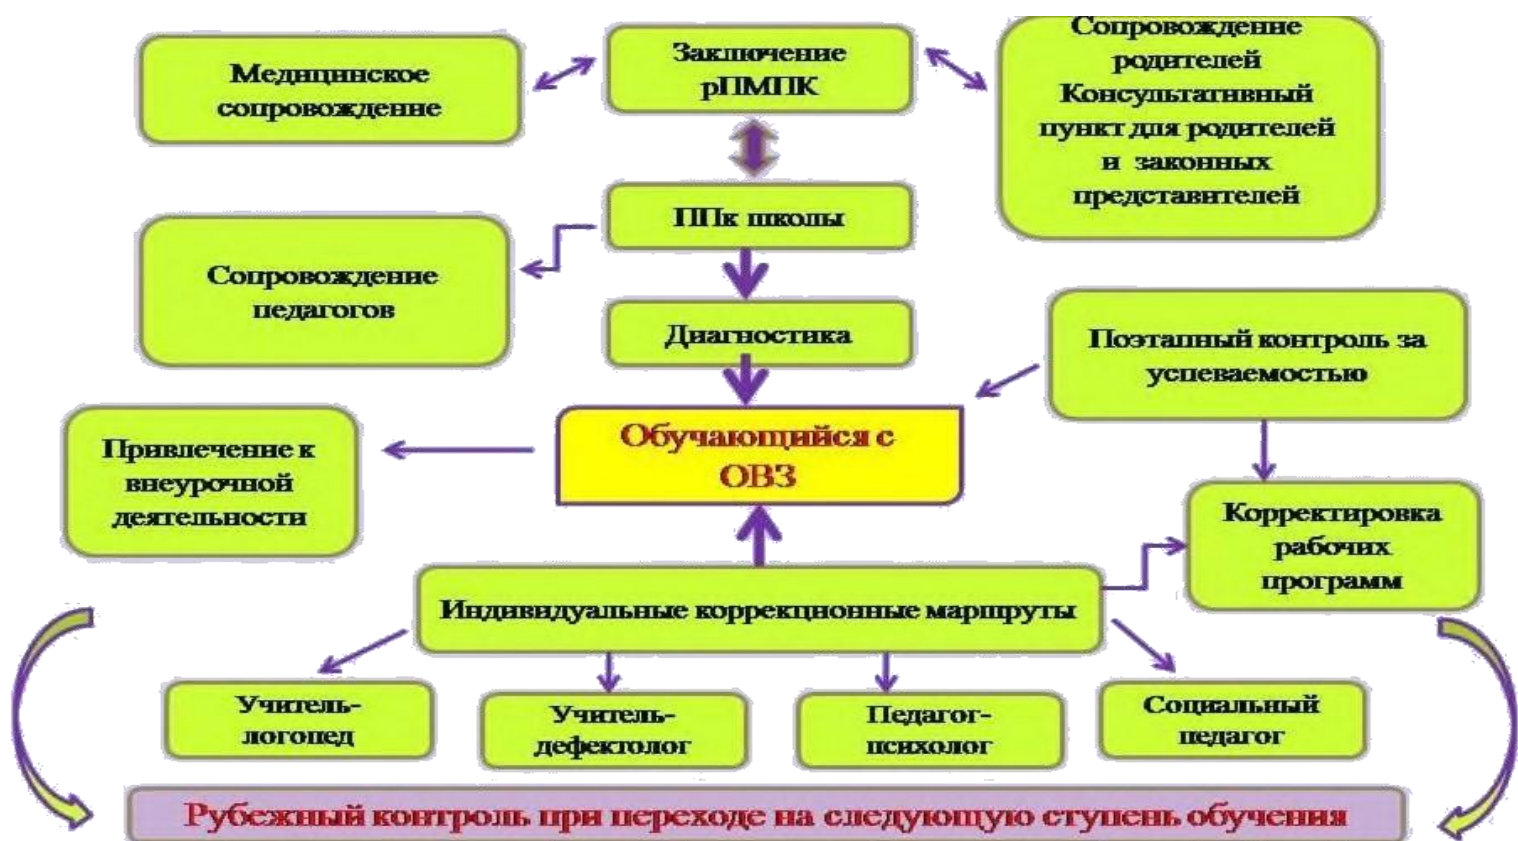 Медицинское
сопровождение
Заключение
рПМПК
Сопровождение
родителей
Консультативный
пункт для родителей
и законных
представителей
ППк школы
Сопровождение
педагогов
Диагностика
Поэтапный контроль за
успеваемостью
Привлечение к
внеурочной
деятельности
Обучающийся с
ОВЗ
Корректировка
рабочих
программ
Индивидуальные коррекционные маршруты
Учитель-
логопед
Учитель-
дефектолог
Педагог-
психолог
Социальный
педагог
Рубежный контроль при переходе на следующую ступень обучения